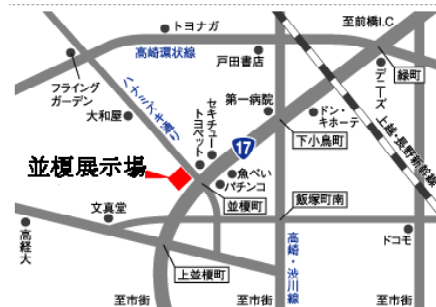 トヨナガ
至前橋I.C
高崎環状線
戸田書店
緑町
フライング
ガーデン
ハナミズキ通り
デニーズ
大和屋
セキチュー
トヨペット
第一病院
ドン・
キホーテ
17
下小鳥町
上越・長野新幹線
並榎展示場
魚べい
パチンコ
並榎町
飯塚町南
文真堂
高経大
高崎・渋川線
ドコモ
上並榎町
至市街
至市街
至市街